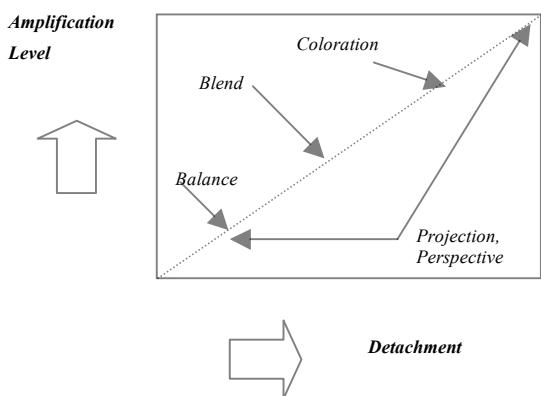 Amplification
Level
Coloration
Blend
Balance
Projection,
Perspective
Detachment